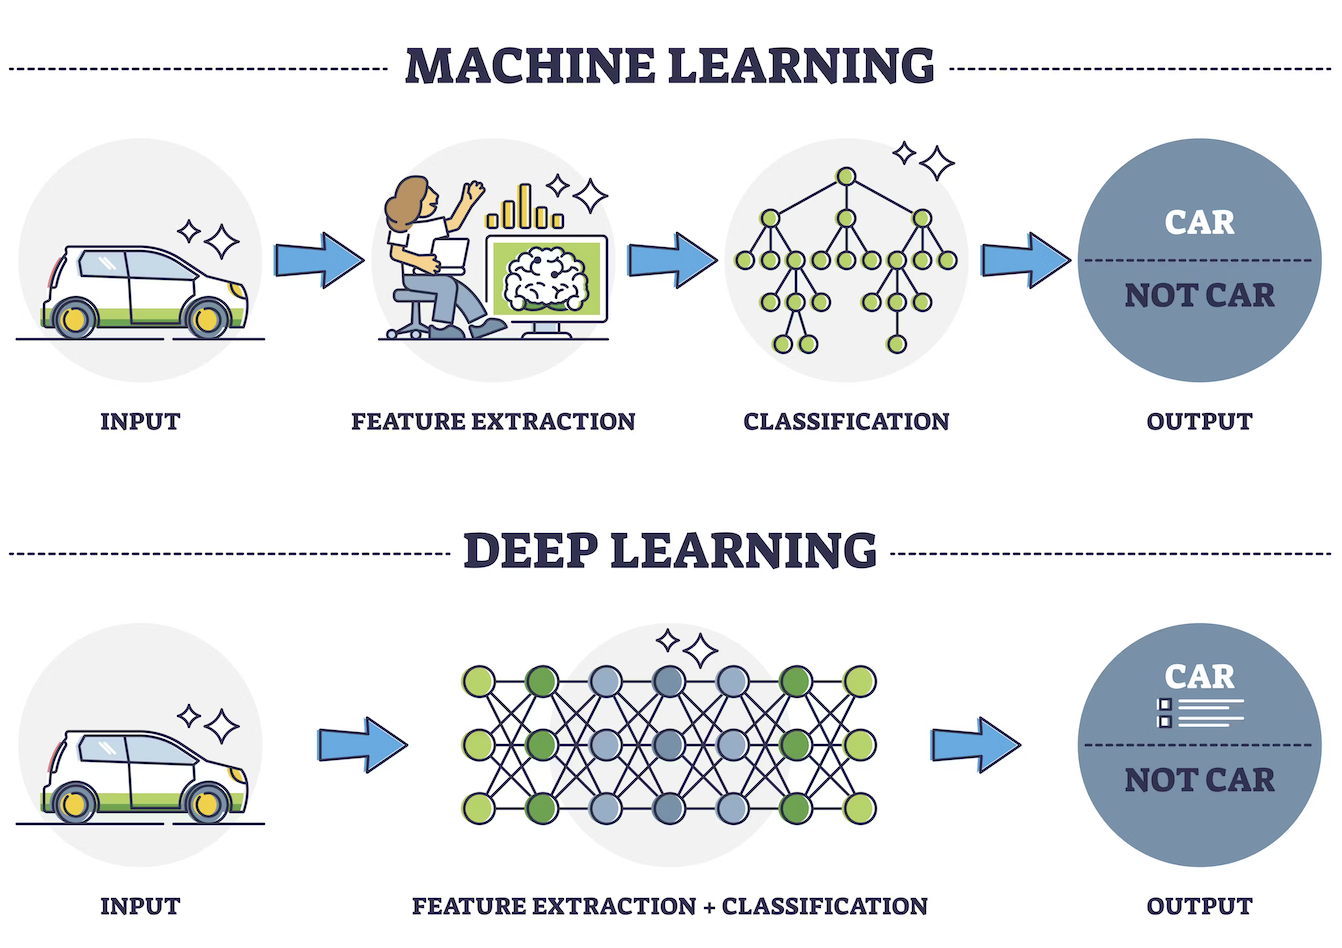 MACHINE LEARNING
CAR
NOT CAR
INPUT
FEATURE EXTRACTION
CLASSIFICATION
OUTPUT
DEEP LEARNING
CAR
NOT CAR
INPUT
FEATURE EXTRACTION + CLASSIFICATION
OUTPUT